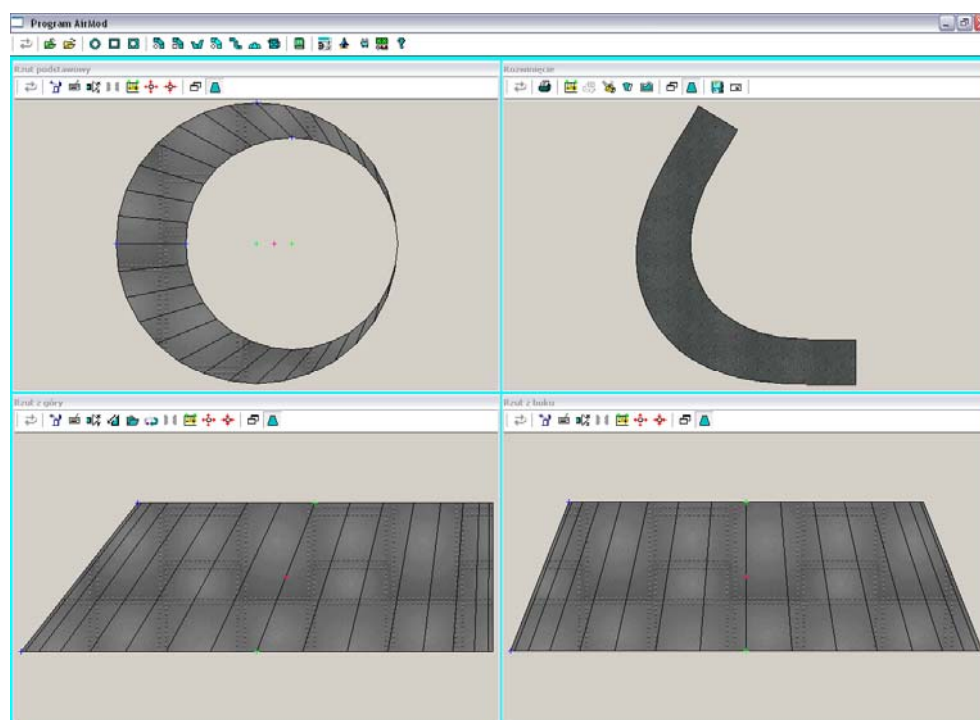 Program AirMod
Rzut podstawowy
Rozwinięcie
Rzut z góry
Rzut z boku